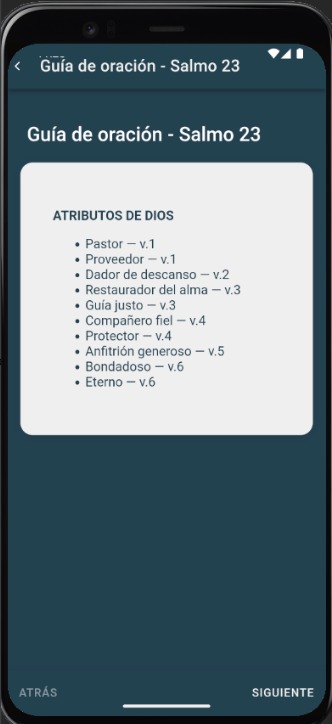 Guía de oración - Salmo 23
Guía de oración - Salmo 23
ATRIBUTOS DE DIOS
• Pastor — v.1
• Proveedor — v.1
• Dador de descanso — v.2
• Restaurador del alma — v.3
• Guía justo — v.3
• Compañero fiel — v.4
• Protector — v.4
• Anfitrión generoso — v.5
• Bondadoso — v.6
• Eterno — v.6
ATRÁS
SIGUIENTE